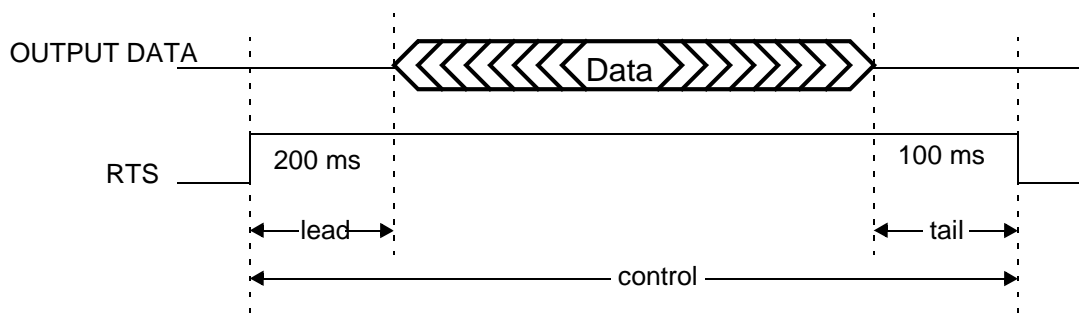 OUTPUT DATA
Data
200 ms
100 ms
RTS
lead
tail
control